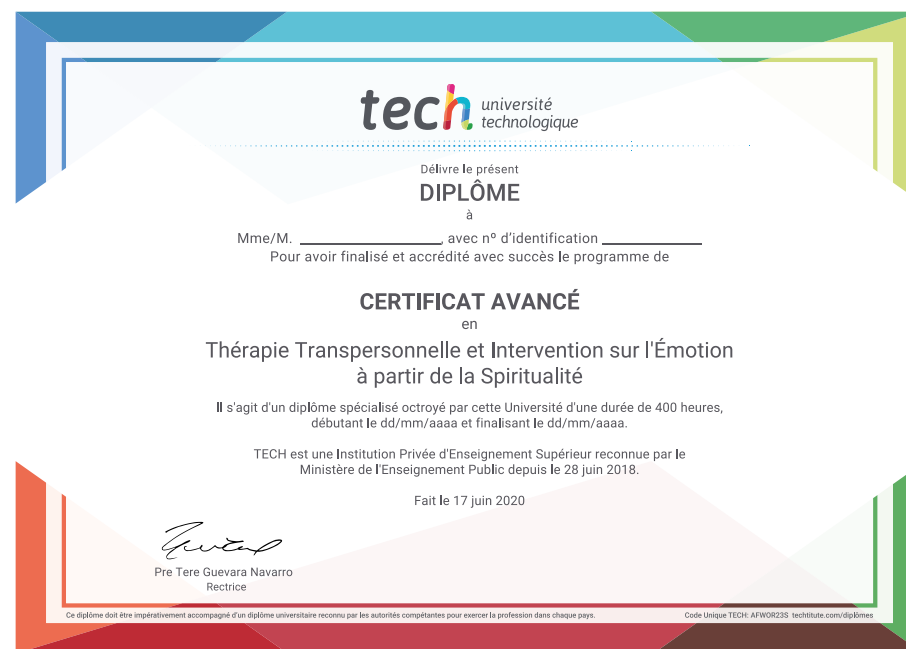 tech université
technologique
Délivre le présent
DIPLÔME
à
Mme/M. ____________________, avec nº d'identification ______________
Pour avoir finalisé et accrédité avec succès le programme de
CERTIFICAT AVANCÉ
en
Thérapie Transpersonnelle et Intervention sur l'Émotion
à partir de la Spiritualité
Il s'agit d'un diplôme spécialisé octroyé par cette Université d'une durée de 400 heures,
débutant le dd/mm/aaaa et finalisant le dd/mm/aaaa.
TECH est une Institution Privée d'Enseignement Supérieur reconnue par le
Ministère de l'Enseignement Public depuis le 28 juin 2018.
Fait le 17 juin 2020
Pre Tere Guevara Navarro
Rectrice
Ce diplôme doit être impérativement accompagné d'un diplôme universitaire reconnu par les autorités compétentes pour exercer la profession dans chaque pays.
Code Unique TECH: AFWOR23S techtitute.com/diplômes